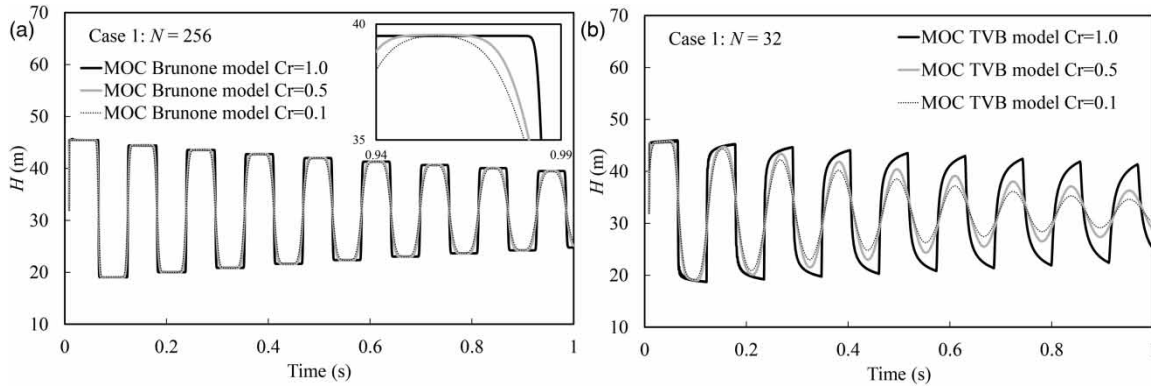 (a)
70
60
50
40
30
20
10
H (m)
Case 1: N = 256
MOC Brunone model Cr=1.0
MOC Brunone model Cr=0.5
MOC Brunone model Cr=0.1
40
35
0.94
0.99
0
0.2
0.4
0.6
0.8
1
Time (s)
(b)
70
60
50
40
30
20
10
H (m)
Case 1: N = 32
MOC TVB model Cr=1.0
MOC TVB model Cr=0.5
MOC TVB model Cr=0.1
0
0.2
0.4
0.6
0.8
1
Time (s)